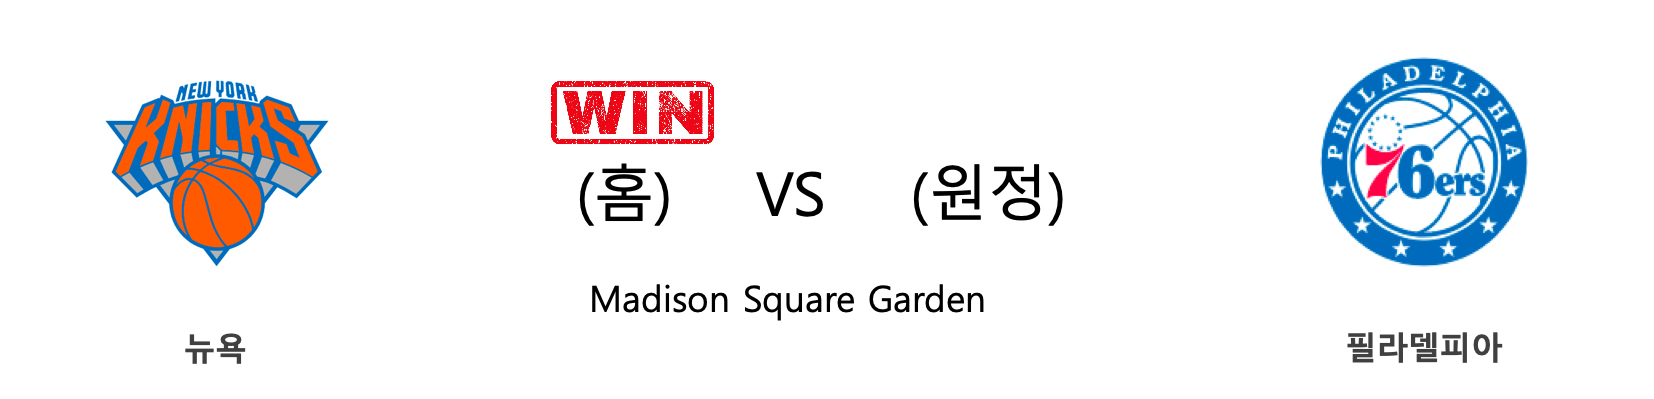 NEW YORK
KNICKS
WIN
(홈) VS (원정)
Madison Square Garden
PHILADELPHIA
76ers
뉴욕
필라델피아